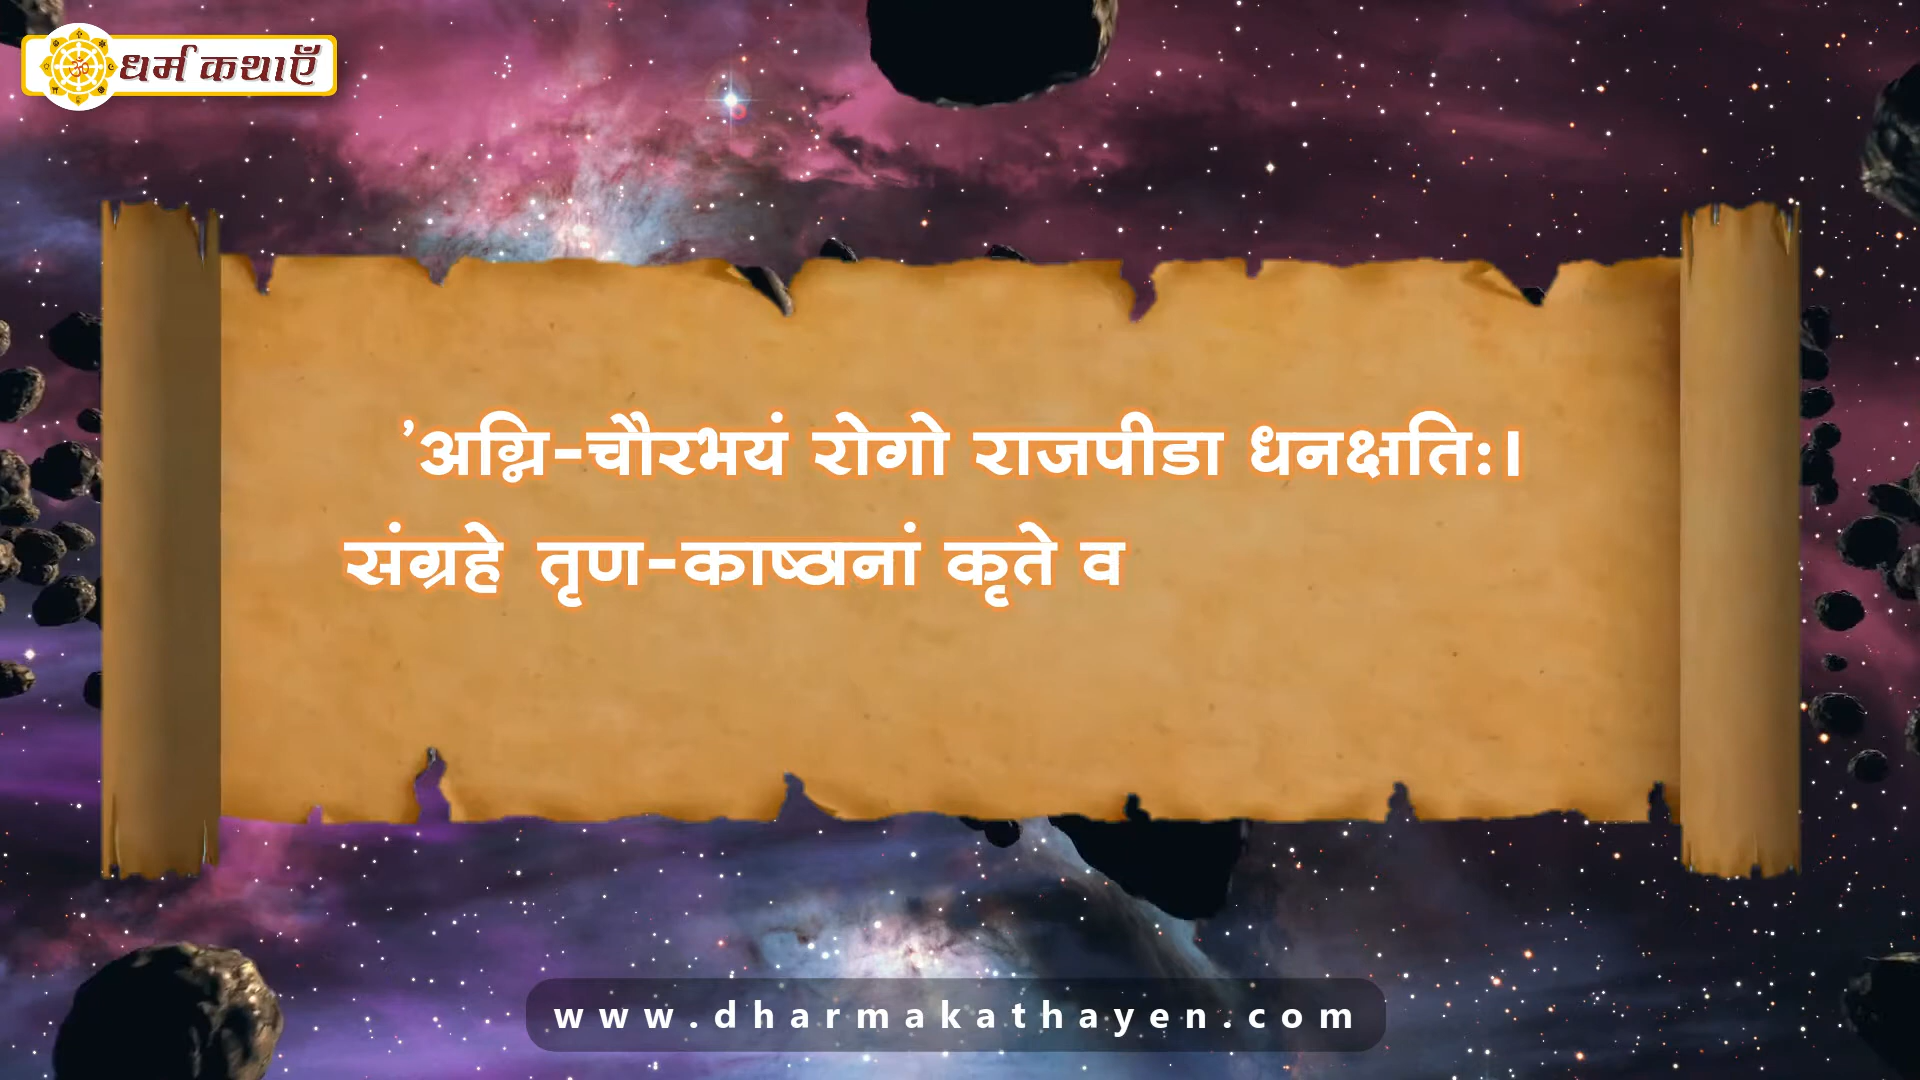 धर्म कथाएँ
'अग्नि-चौरभयं रोगो राजपीडा धनक्षतिः।
संग्रहे तृण-काष्ठानां कृते व
www.dharmakathayen.com